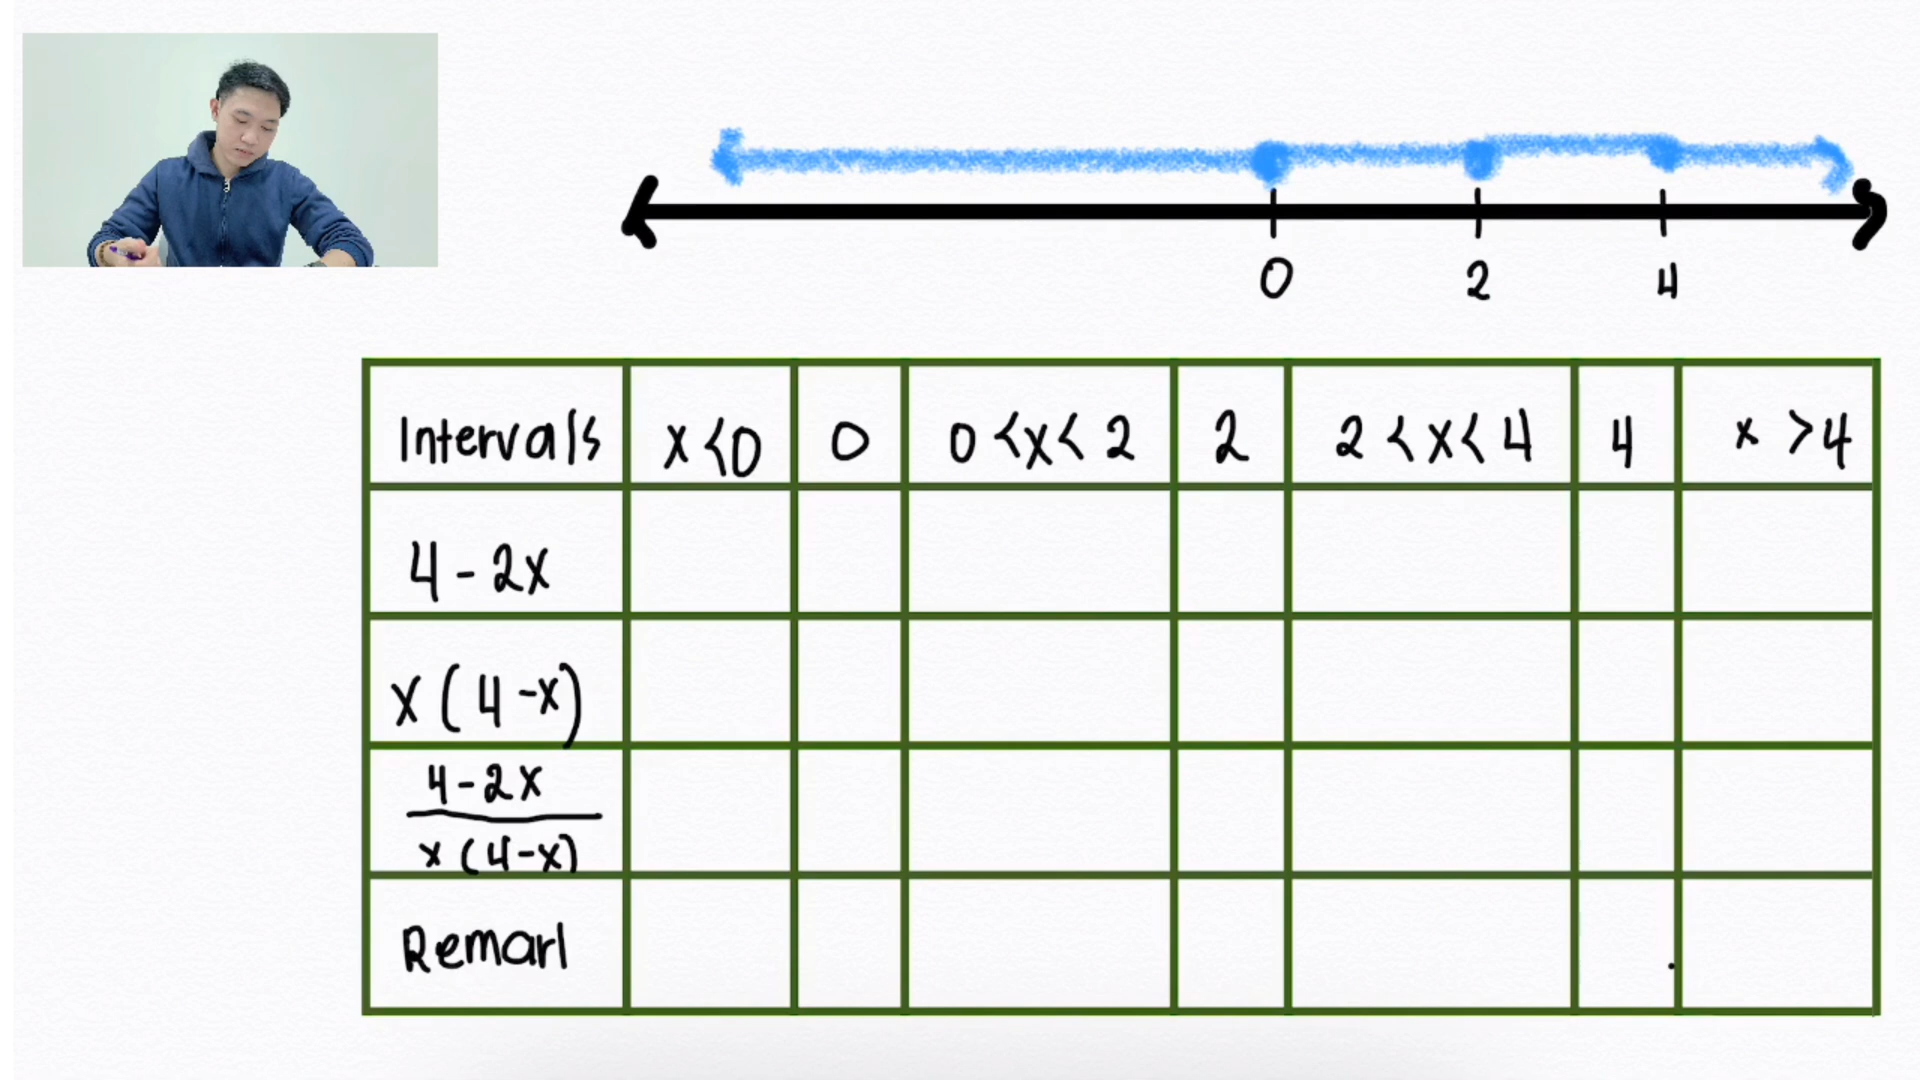 0 2 4
Intervals x<0 0 0<x<2 2 2<x<4 4 x>4
4-2x
x(4-x)
4-2x
x(4-x)
Remarl